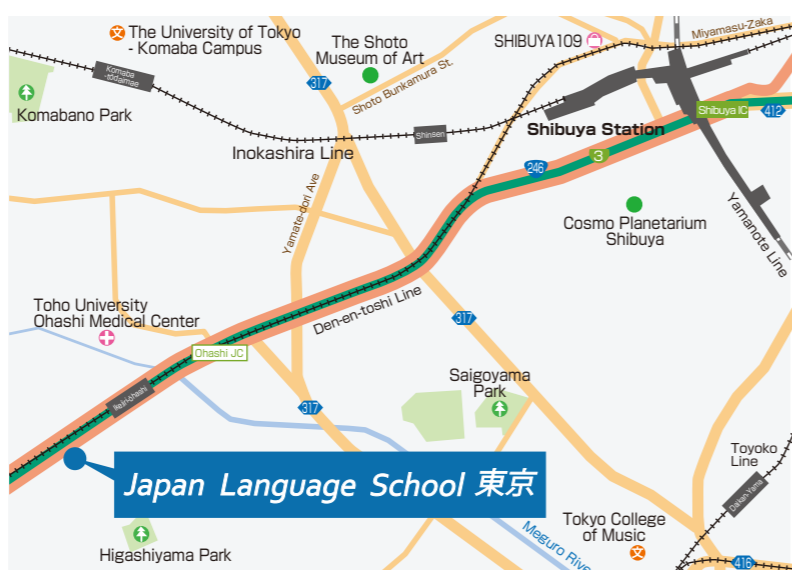 The University of Tokyo
- Komaba Campus
The Shoto
Museum of Art
SHIBUYA109
Miyamasu-Zaka
Komaba
-tōdaimae
317
Shoto Bunkamura St.
Komabano Park
Shinsen
Shibuya Station
Shibuya IC
412
Inokashira Line
246
3
Yamate-dori Ave
Cosmo Planetarium
Shibuya
Yamanote Line
Toho University
Ohashi Medical Center
Den-en-toshi Line
317
Ohashi JC
Ikejiri-ohashi
Saigoyama
Park
317
Japan Language School 東京
Toyoko
Line
Daikan-Yama
Higashiyama Park
Meguro River
Tokyo College
of Music
416